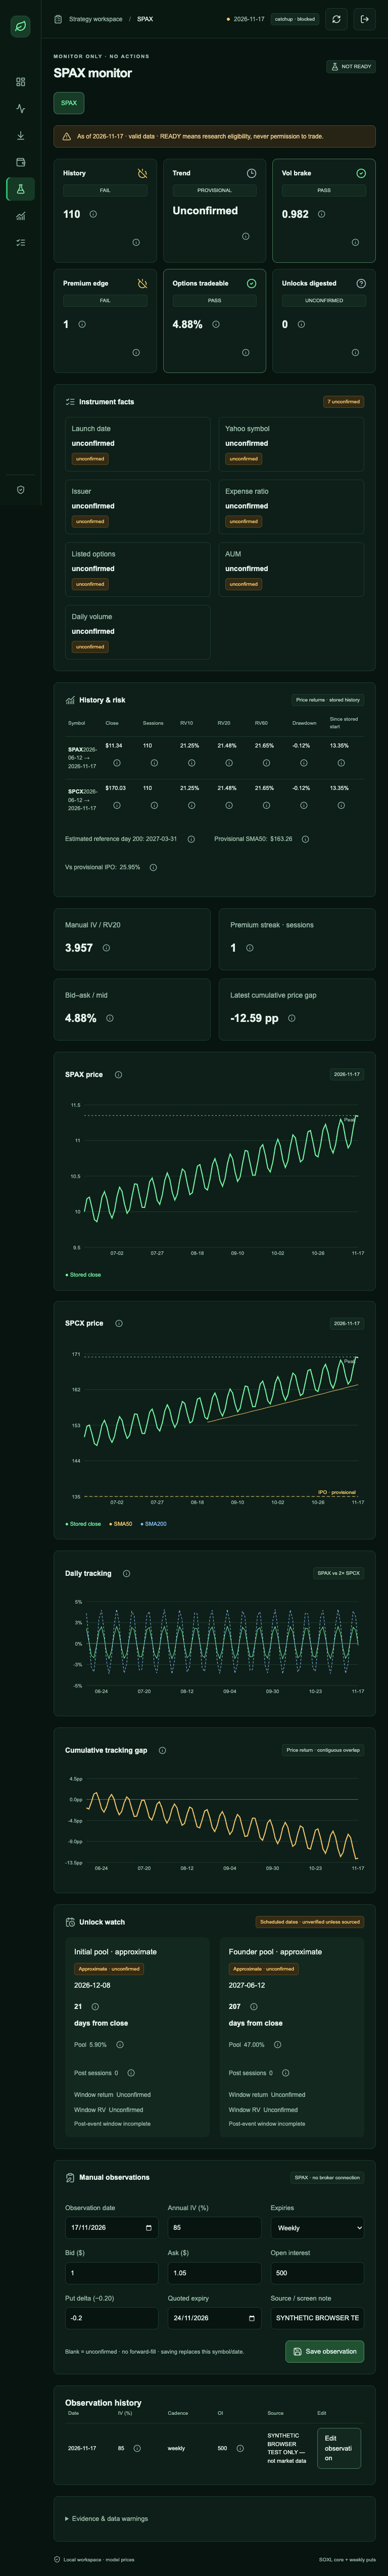 Strategy workspace / SPAX
2026-11-17
catchup · blocked
MONITOR ONLY · NO ACTIONS
SPAX monitor
NOT READY
SPAX
As of 2026-11-17 · valid data · READY means research eligibility, never permission to trade.
History
FAIL
110
Trend
PROVISIONAL
Unconfirmed
Vol brake
PASS
0.982
Premium edge
FAIL
1
Options tradeable
PASS
4.88%
Unlocks digested
UNCONFIRMED
0
Instrument facts
7 unconfirmed
Launch date
unconfirmed
unconfirmed
Yahoo symbol
unconfirmed
unconfirmed
Issuer
unconfirmed
unconfirmed
Expense ratio
unconfirmed
unconfirmed
Listed options
unconfirmed
unconfirmed
AUM
unconfirmed
unconfirmed
Daily volume
unconfirmed
unconfirmed
History & risk
Price returns · stored history
Symbol Close Sessions RV10 RV20 RV60 Drawdown Since stored start
SPAX2026-06-12 → 2026-11-17 $11.34 110 21.25% 21.48% 21.65% -0.12% 13.35%
SPCX2026-06-12 → 2026-11-17 $170.03 110 21.25% 21.48% 21.65% -0.12% 13.35%
Estimated reference day 200: 2027-03-31
Provisional SMA50: $163.26
Vs provisional IPO: 25.95%
Manual IV / RV20
3.957
Premium streak · sessions
1
Bid–ask / mid
4.88%
Latest cumulative price gap
-12.59 pp
SPAX price
2026-11-17
11.5
Peak
11
10.5
10
9.5
07-02 07-27 08-18 09-10 10-02 10-26 11-17
Stored close
SPCX price
2026-11-17
171
Peak
162
153
144
IPO · provisional
135
07-02 07-27 08-18 09-10 10-02 10-26 11-17
Stored close SMA50 SMA200
Daily tracking
SPAX vs 2× SPCX
5%
3%
0%
-3%
-5%
06-24 07-20 08-12 09-04 09-30 10-23 11-17
Cumulative tracking gap
Price return · contiguous overlap
4.5pp
0.0pp
-4.5pp
-9.0pp
-13.5pp
06-24 07-20 08-12 09-04 09-30 10-23 11-17
Unlock watch
Scheduled dates · unverified unless sourced
Initial pool · approximate
Approximate · unconfirmed
2026-12-08
21
days from close
Pool 5.90%
Post sessions 0
Window return Unconfirmed
Window RV Unconfirmed
Post-event window incomplete
Founder pool · approximate
Approximate · unconfirmed
2027-06-12
207
days from close
Pool 47.00%
Post sessions 0
Window return Unconfirmed
Window RV Unconfirmed
Post-event window incomplete
Manual observations
SPAX · no broker connection
Observation date Annual IV (%) Expiries
17/11/2026 85 Weekly
Bid ($) Ask ($) Open interest
1 1.05 500
Put delta (−0.20) Quoted expiry Source / screen note
-0.2 24/11/2026 SYNTHETIC BROWSER TE
Blank = unconfirmed · no forward-fill · saving replaces this symbol/date.
Save observation
Observation history
Date IV (%) Cadence OI Source Edit
2026-11-17 85 weekly 500 SYNTHETIC BROWSER TEST ONLY — not market data Edit observation
Evidence & data warnings
Local workspace · model prices
SOXL core + weekly puts